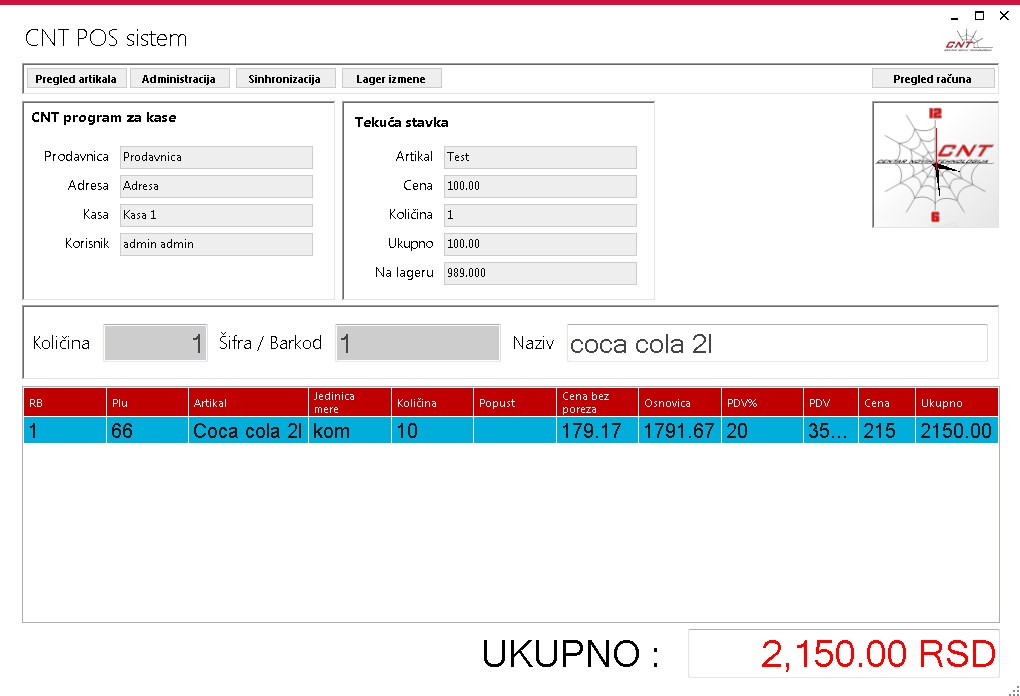 CNT POS sistem
CNT
Pregled artikala Administracija Sinhronizacija Lager izmene Pregled računa
CNT program za kase
Prodavnica Prodavnica
Adresa Adresa
Kasa Kasa 1
Korisnik admin admin
Tekuća stavka
Artikal Test
Cena 100.00
Količina 1
Ukupno 100.00
Na lageru 989.000
12
CNT
CENTAR NOVIH TEHNOLOGIJA
6
Količina 1 Šifra / Barkod 1 Naziv coca cola 2l
RB Plu Artikal Jedinica mere Količina Popust Cena bez poreza Osnovica PDV% PDV Cena Ukupno
1 66 Coca cola 2l kom 10 179.17 1791.67 20 35... 215 2150.00
UKUPNO : 2,150.00 RSD